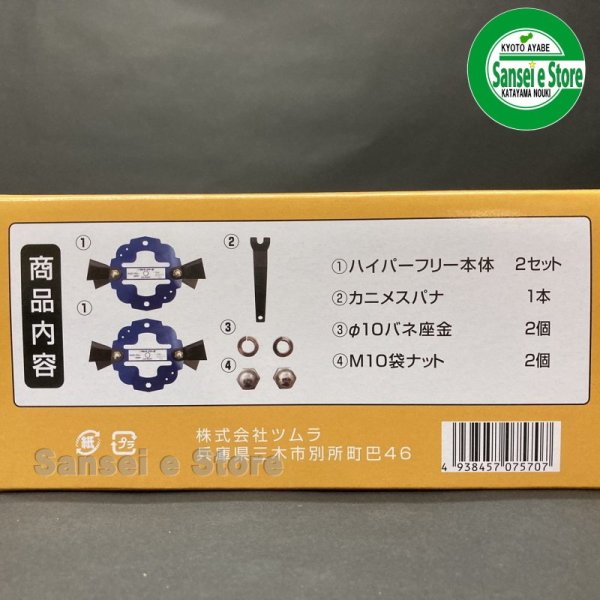 KYOTO AYABE
Sansei e Store
KATAYAMA NOUKI
商品内容
①
①
②
③
④
①ハイパーフリー本体 2セット
②カニメスパナ 1本
③φ10バネ座金 2個
④M10袋ナット 2個
紙
プラ
株式会社ツムラ
兵庫県三木市別所町巴46
Sansei e Store
4 938457 075707